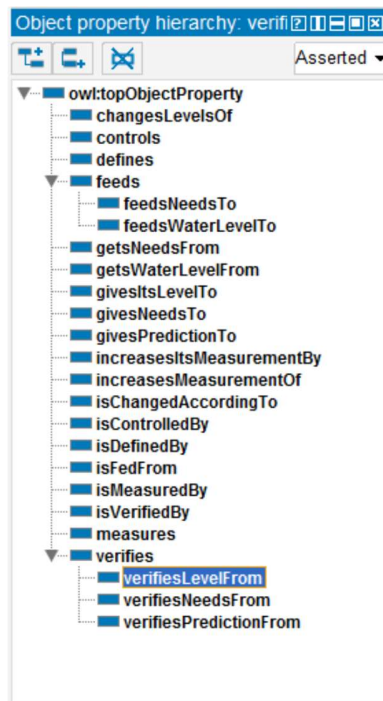 Object property hierarchy: verifi
Asserted
owl:topObjectProperty
changesLevelsOf
controls
defines
feeds
feedsNeedsTo
feedsWaterLevelTo
getsNeedsFrom
getsWaterLevelFrom
givesItsLevelTo
givesNeedsTo
givesPredictionTo
increasesItsMeasurementBy
increasesMeasurementOf
isChangedAccordingTo
isControlledBy
isDefinedBy
isFedFrom
isMeasuredBy
isVerifiedBy
measures
verifies
verifiesLevelFrom
verifiesNeedsFrom
verifiesPredictionFrom